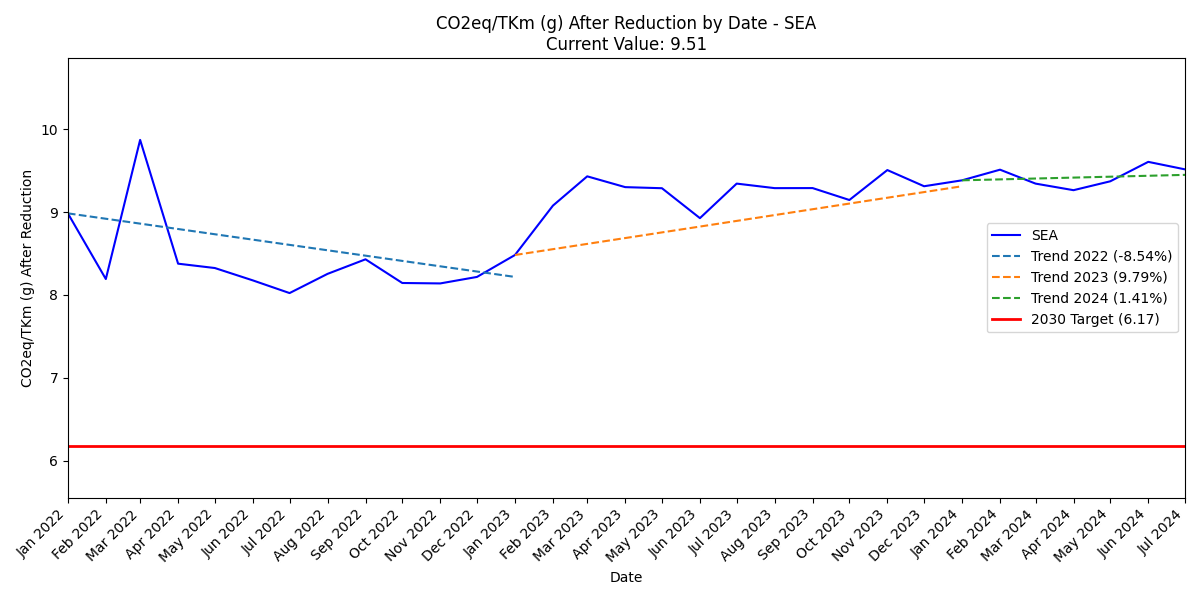 CO2eq/TKm (g) After Reduction by Date - SEA
Current Value: 9.51
CO2eq/TKm (g) After Reduction
10
9
8
7
6
SEA
Trend 2022 (-8.54%)
Trend 2023 (9.79%)
Trend 2024 (1.41%)
2030 Target (6.17)
Jan 2022
Feb 2022
Mar 2022
Apr 2022
May 2022
Jun 2022
Jul 2022
Aug 2022
Sep 2022
Oct 2022
Nov 2022
Dec 2022
Jan 2023
Feb 2023
Mar 2023
Apr 2023
May 2023
Jun 2023
Jul 2023
Aug 2023
Sep 2023
Oct 2023
Nov 2023
Dec 2023
Jan 2024
Feb 2024
Mar 2024
Apr 2024
May 2024
Jun 2024
Jul 2024
Date